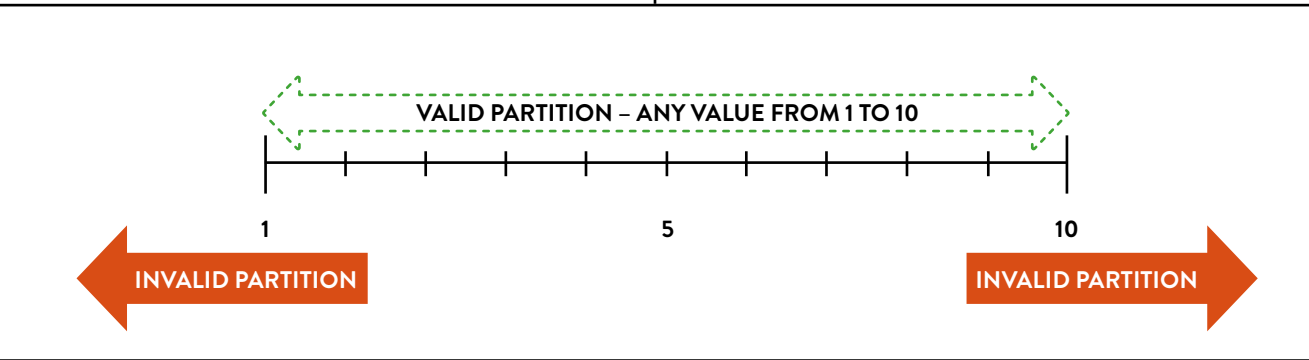 VALID PARTITION – ANY VALUE FROM 1 TO 10
1 5 10
INVALID PARTITION INVALID PARTITION